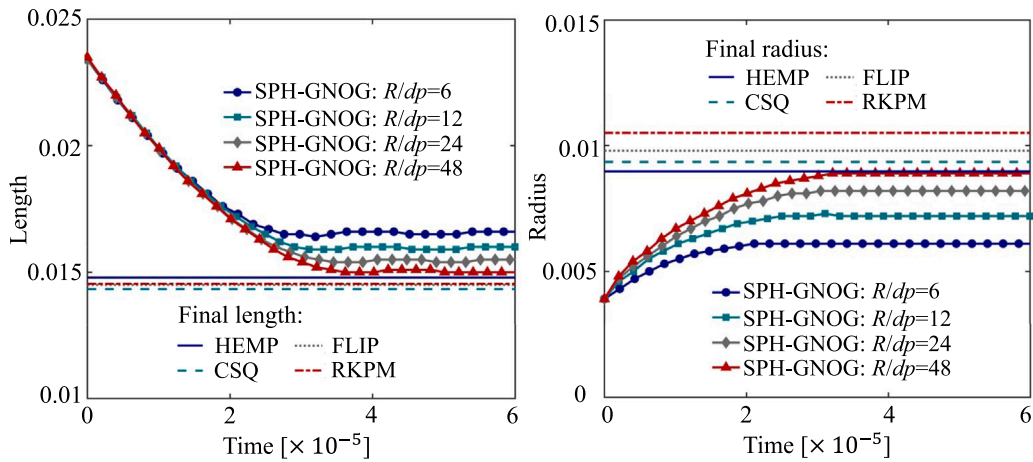 0.025
0.02
0.015
0.01
Length
SPH-GNOG: R/dp=6
SPH-GNOG: R/dp=12
SPH-GNOG: R/dp=24
SPH-GNOG: R/dp=48
Final length:
HEMP FLIP
CSQ RKPM
0 2 4 6
Time [× 10⁻⁵]
0.015
0.01
0.005
0
Radius
Final radius:
HEMP FLIP
CSQ RKPM
SPH-GNOG: R/dp=6
SPH-GNOG: R/dp=12
SPH-GNOG: R/dp=24
SPH-GNOG: R/dp=48
0 2 4 6
Time [× 10⁻⁵]